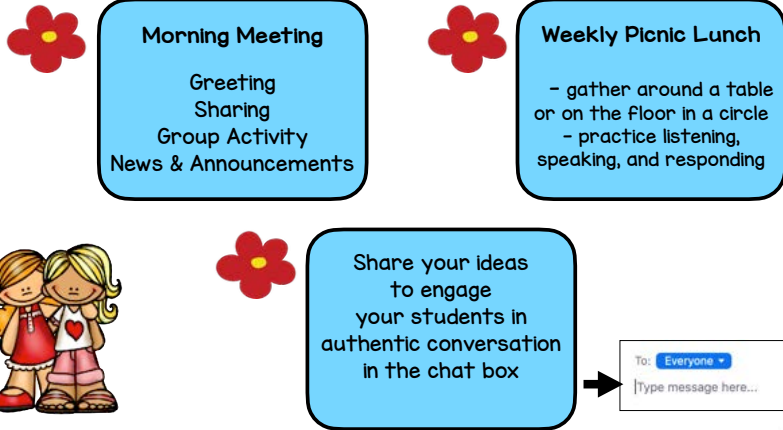 Morning Meeting
Greeting
Sharing
Group Activity
News & Announcements
Weekly Picnic Lunch
- gather around a table
or on the floor in a circle
- practice listening,
speaking, and responding
Share your ideas
to engage
your students in
authentic conversation
in the chat box
To: Everyone
Type message here...